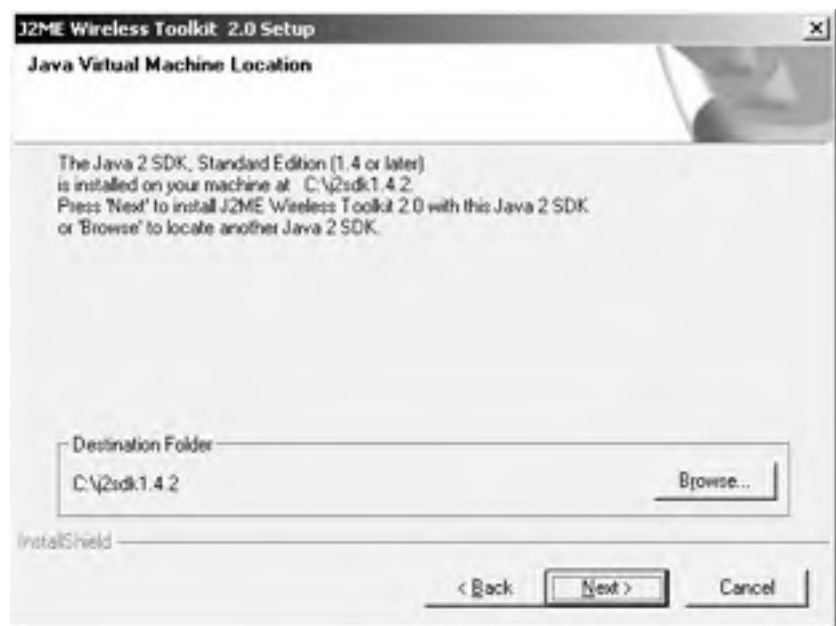 J2ME Wireless Toolkit 2.0 Setup
Java Virtual Machine Location
The Java 2 SDK, Standard Edition (1.4 or later)
is installed on your machine at C:\j2sdk1.4.2.
Press 'Next' to install J2ME Wireless Toolkit 2.0 with this Java 2 SDK
or 'Browse' to locate another Java 2 SDK.
Destination Folder
C:\j2sdk1.4.2
Browse...
InstallShield
< Back
Next >
Cancel